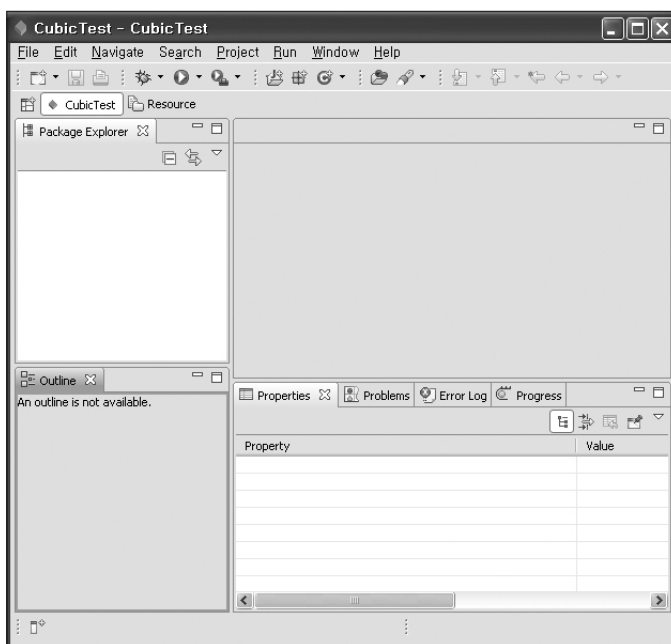 CubicTest - CubicTest
File Edit Navigate Search Project Run Window Help
CubicTest Resource
Package Explorer
Outline
An outline is not available.
Properties Problems Error Log Progress
Property Value